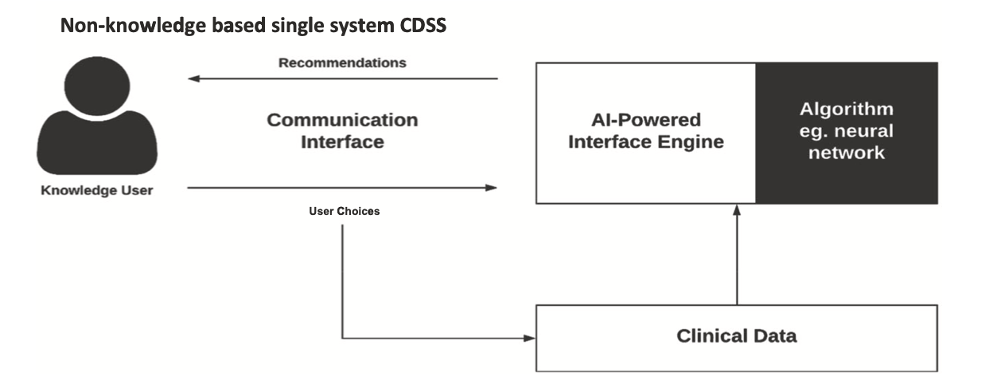 Non-knowledge based single system CDSS
Recommendations
Communication
Interface
Knowledge User
User Choices
AI-Powered
Interface Engine
Algorithm
eg. neural
network
Clinical Data